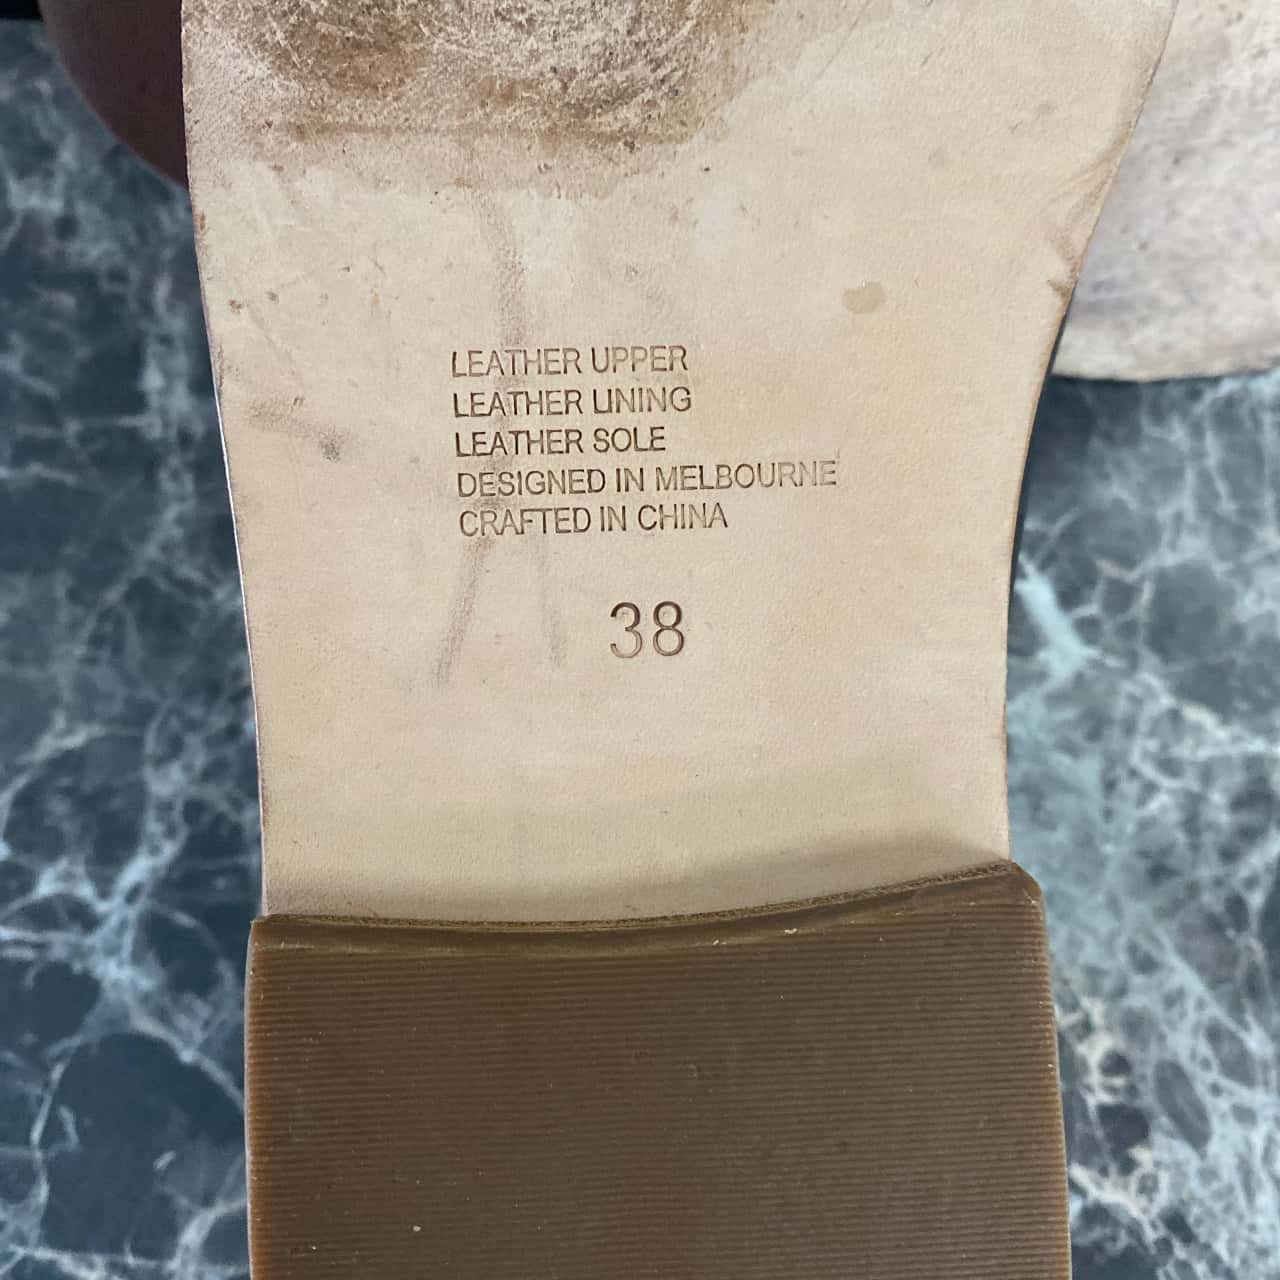 LEATHER UPPER
LEATHER LINING
LEATHER SOLE
DESIGNED IN MELBOURNE
CRAFTED IN CHINA
38